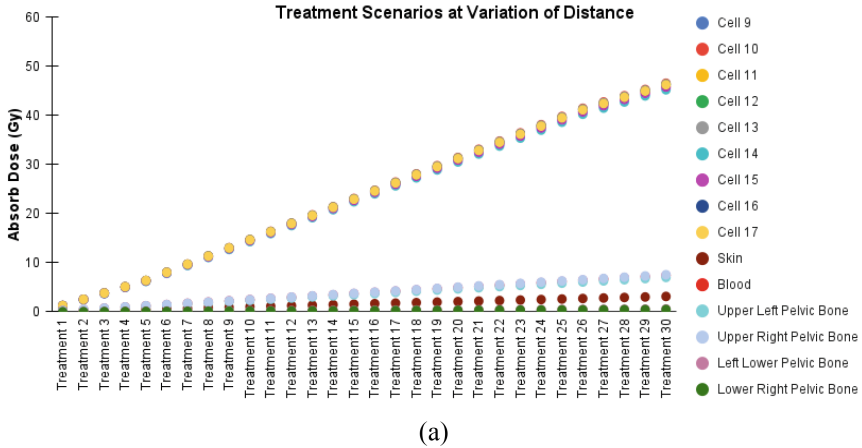 Treatment Scenarios at Variation of Distance
Absorb Dose (Gy)
60
50
40
30
20
10
0
Treatment 1
Treatment 2
Treatment 3
Treatment 4
Treatment 5
Treatment 6
Treatment 7
Treatment 8
Treatment 9
Treatment 10
Treatment 11
Treatment 12
Treatment 13
Treatment 14
Treatment 15
Treatment 16
Treatment 17
Treatment 18
Treatment 19
Treatment 20
Treatment 21
Treatment 22
Treatment 23
Treatment 24
Treatment 25
Treatment 26
Treatment 27
Treatment 28
Treatment 29
Treatment 30
Cell 9
Cell 10
Cell 11
Cell 12
Cell 13
Cell 14
Cell 15
Cell 16
Cell 17
Skin
Blood
Upper Left Pelvic Bone
Upper Right Pelvic Bone
Left Lower Pelvic Bone
Lower Right Pelvic Bone
(a)